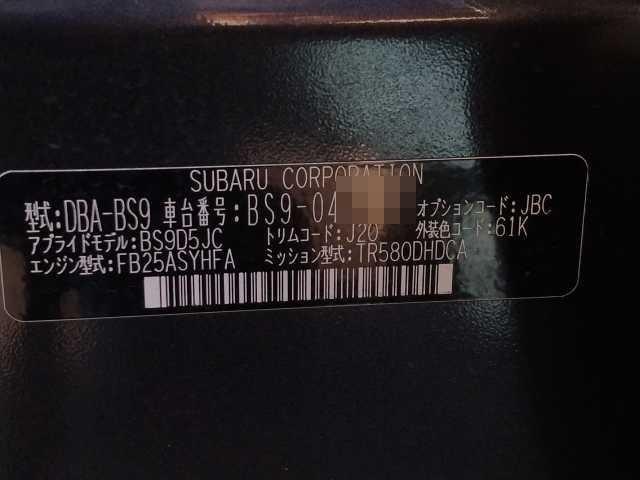 SUBARU CORPORATION
型式:DBA-BS9 車台番号:BS9-04 オプションコード:JBC
アプライドモデル:BS9D5JC トリムコード:J20 外装色コード:61K
エンジン型式:FB25ASYHFA ミッション型式:TR580DHDCA